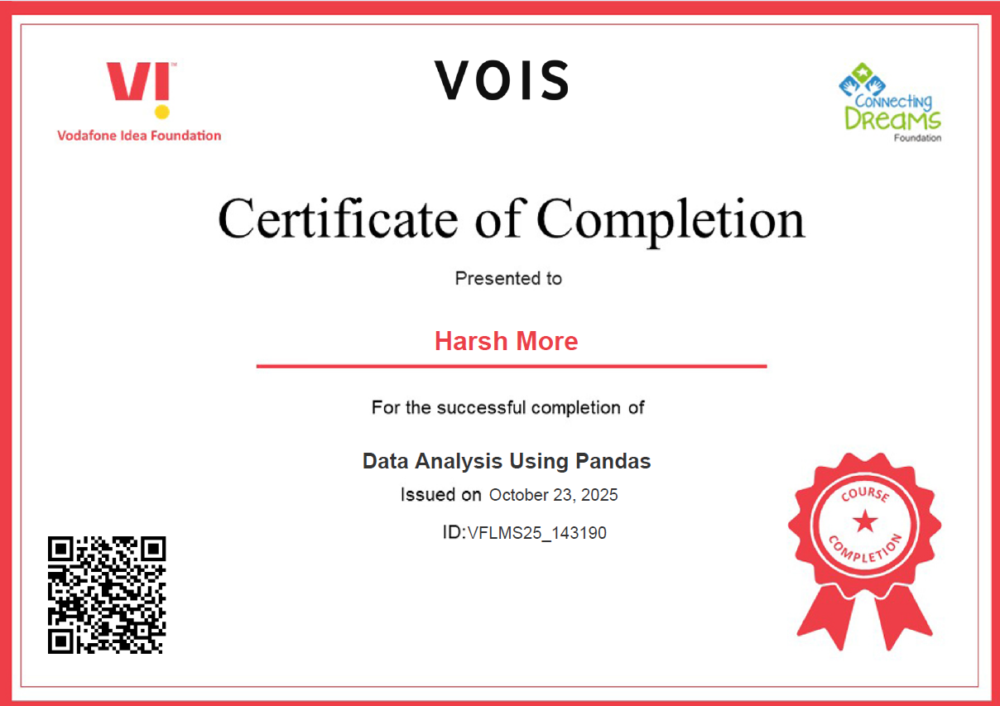 VI
TM
Vodafone Idea Foundation
VOIS
Connecting
Dreams
Foundation
Certificate of Completion
Presented to
Harsh More
For the successful completion of
Data Analysis Using Pandas
Issued on October 23, 2025
ID:VFLMS25_143190
COURSE
COMPLETION